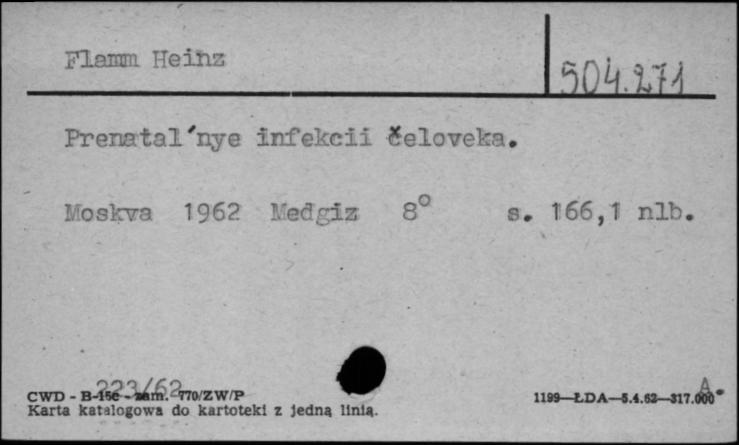 Flamm Heinz
504.271
Prenatal'nye infekcii čeloveka.
Moskva 1962 Medgiz 8° s. 166,1 nlb.
223/62 A.
CWD - B-15c - zam. 770/ZW/P 1199—ŁDA—5.4.62—317.000
Karta katalogowa do kartoteki z jedną linią.